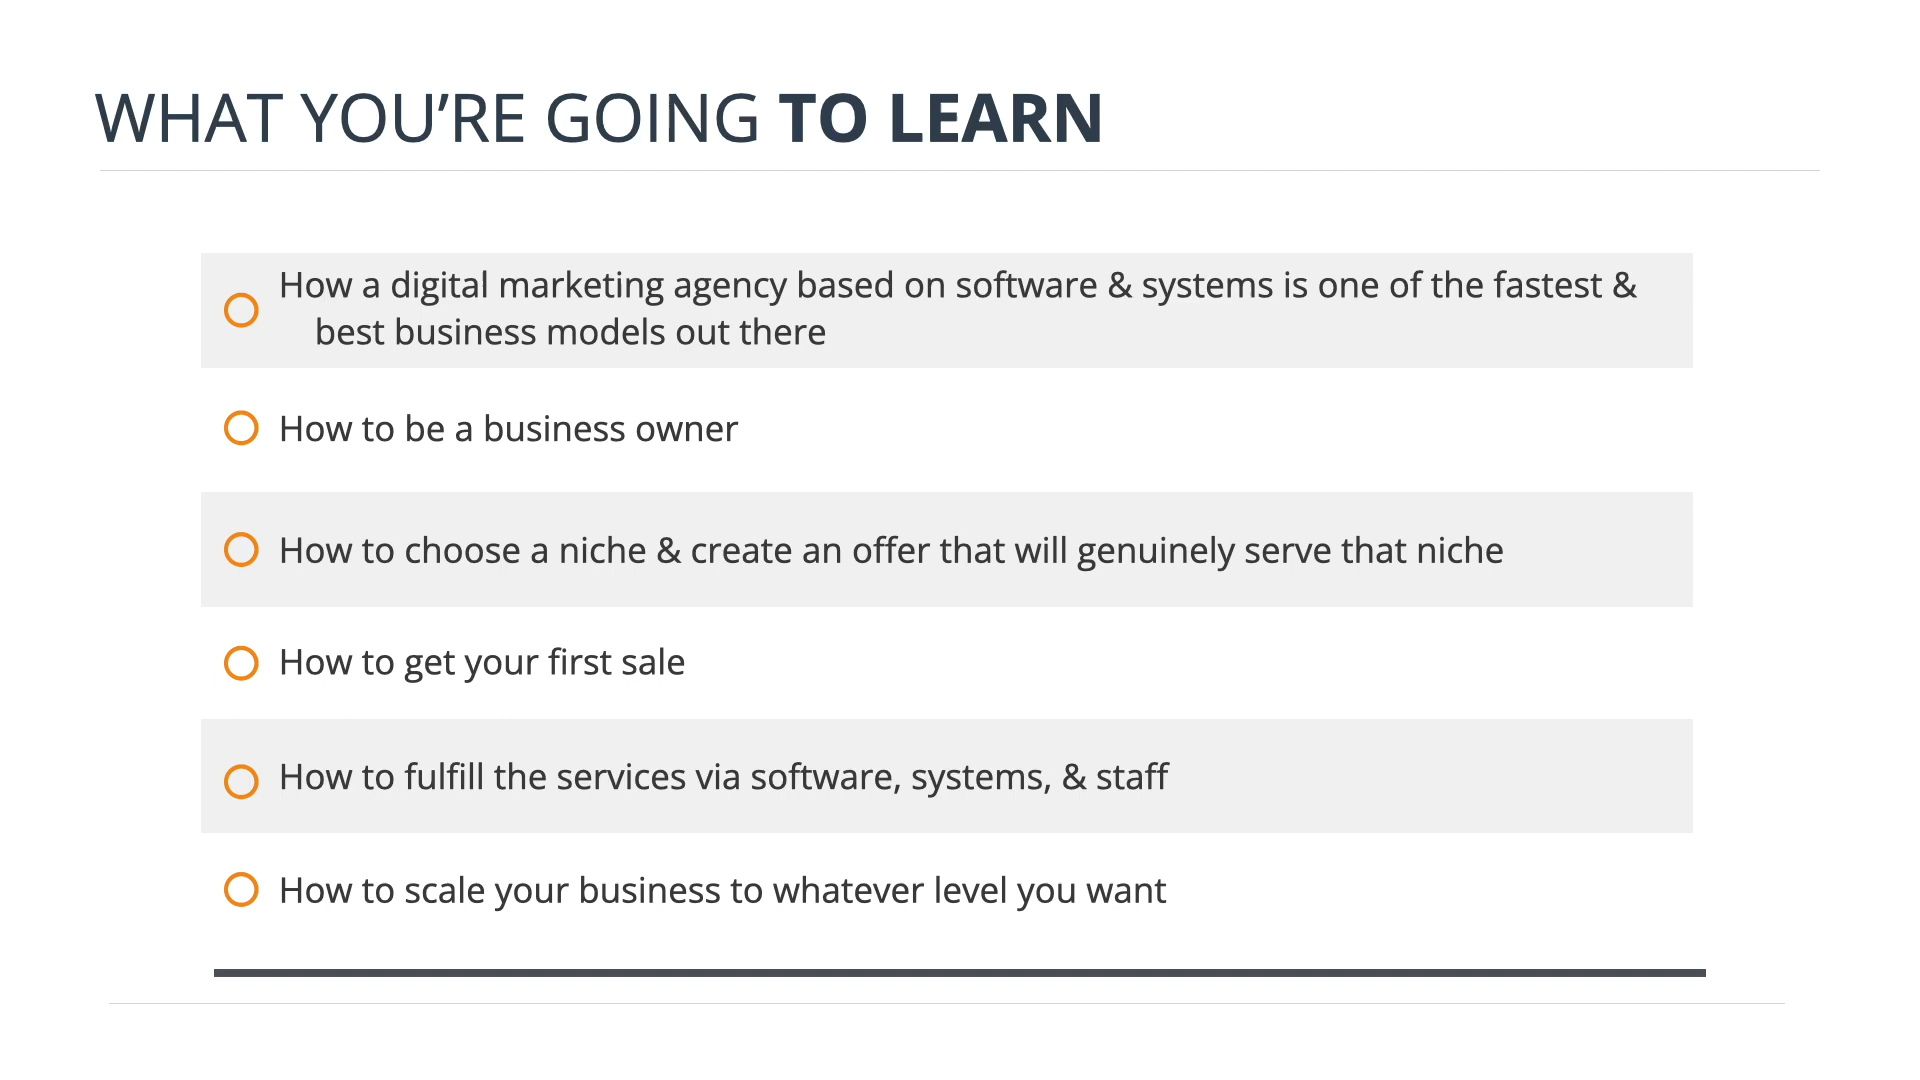 WHAT YOU’RE GOING TO LEARN
How a digital marketing agency based on software & systems is one of the fastest &
best business models out there
How to be a business owner
How to choose a niche & create an offer that will genuinely serve that niche
How to get your first sale
How to fulfill the services via software, systems, & staff
How to scale your business to whatever level you want